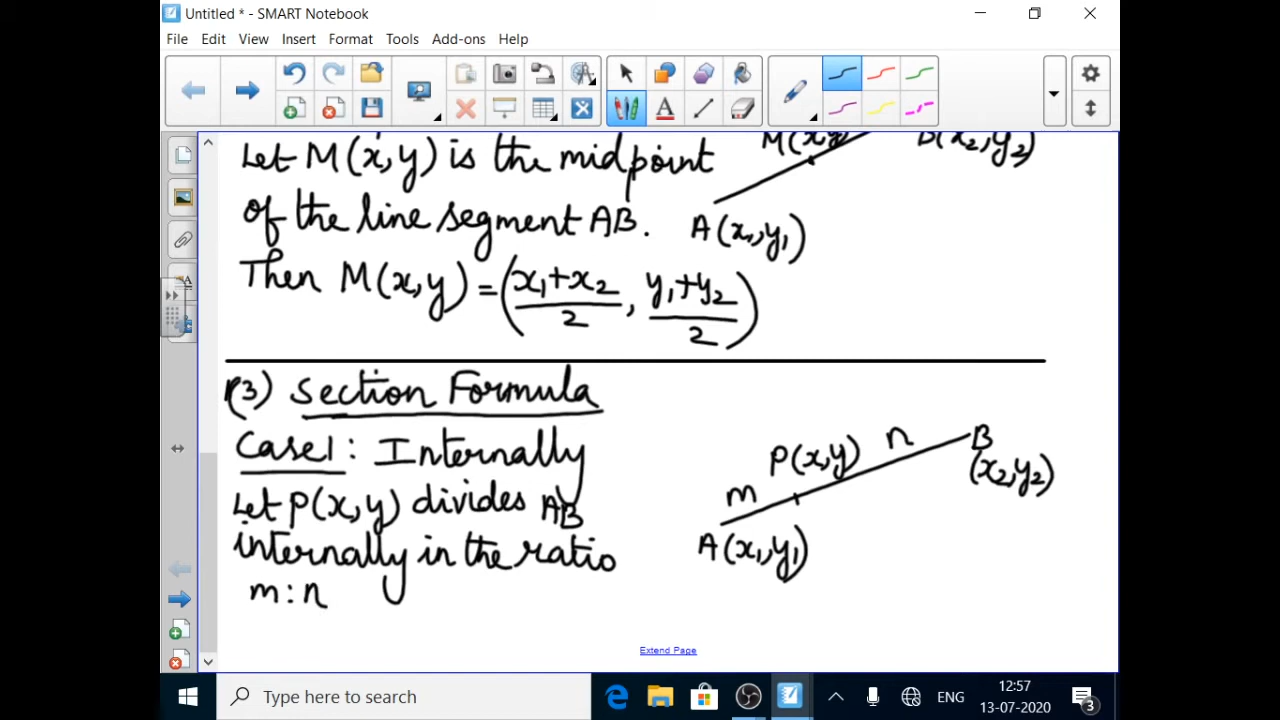 Untitled * - SMART Notebook
File Edit View Insert Format Tools Add-ons Help
M(x,y) B(x₂,y₂)
Let M(x,y) is the midpoint
of the line segment AB. A(x₁,y₁)
Then M(x,y) = (x₁+x₂/2, y₁+y₂/2)
(3) Section Formula
Case1: Internally
Let P(x,y) divides AB
internally in the ratio
m:n
m P(x,y) n B
(x₂,y₂)
A(x₁,y₁)
Extend Page
Type here to search
ENG 12:57
13-07-2020
3